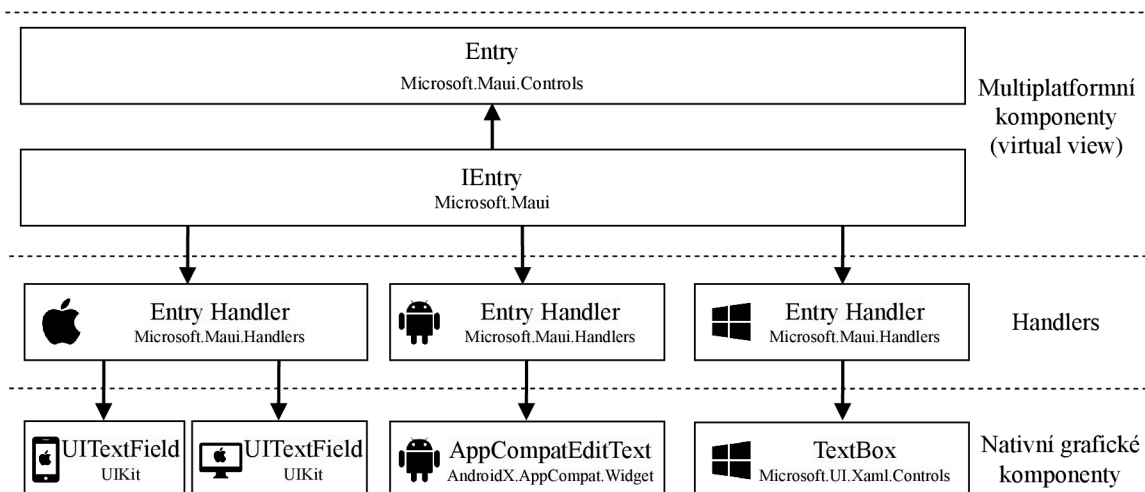 Entry
Microsoft.Maui.Controls
Multiplatformní
komponenty
(virtual view)
IEntry
Microsoft.Maui
Entry Handler
Microsoft.Maui.Handlers
Entry Handler
Microsoft.Maui.Handlers
Entry Handler
Microsoft.Maui.Handlers
Handlers
UITextField
UIKit
UITextField
UIKit
AppCompatEditText
AndroidX.AppCompat.Widget
TextBox
Microsoft.UI.Xaml.Controls
Nativní grafické
komponenty